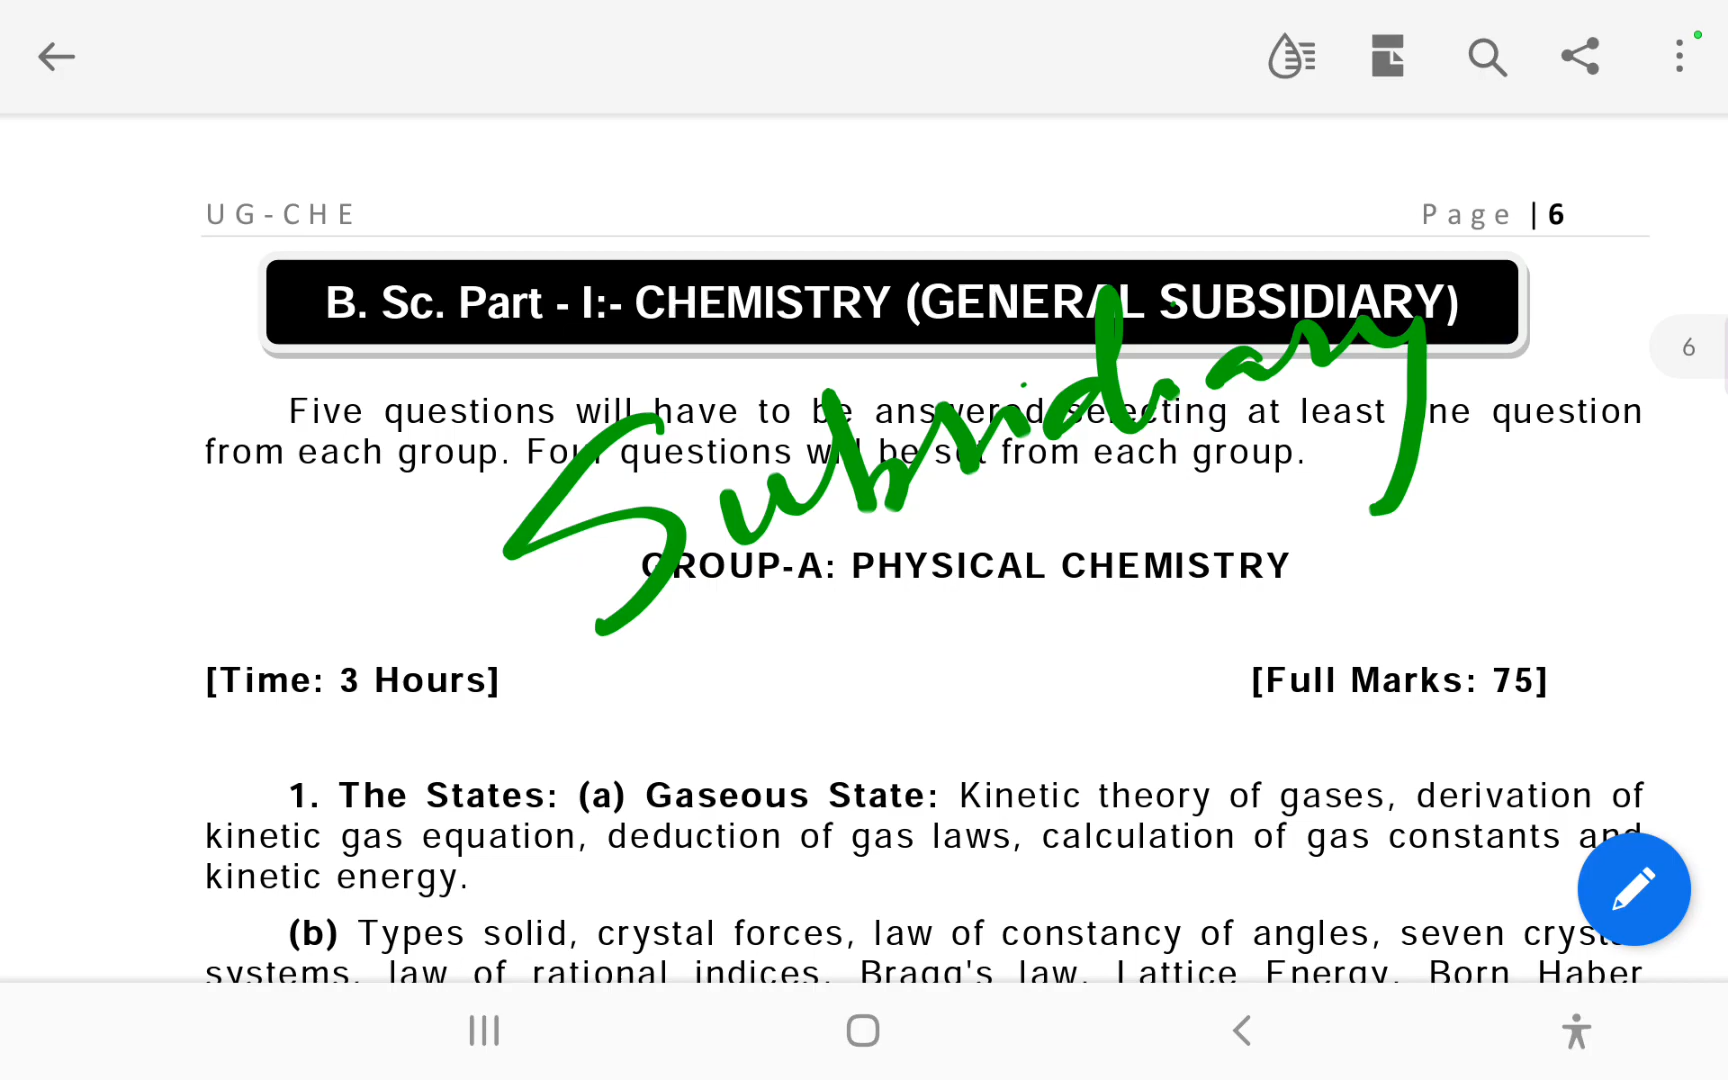 UG-CHE Page | 6
B. Sc. Part - I:- CHEMISTRY (GENERAL SUBSIDIARY)
6
Five questions will have to be answered selecting at least one question
from each group. Four questions will be set from each group.
Subsidiary
GROUP-A: PHYSICAL CHEMISTRY
[Time: 3 Hours] [Full Marks: 75]
1. The States: (a) Gaseous State: Kinetic theory of gases, derivation of
kinetic gas equation, deduction of gas laws, calculation of gas constants and
kinetic energy.
(b) Types solid, crystal forces, law of constancy of angles, seven crystal
systems, law of rational indices, Bragg's law, Lattice Energy, Born Haber